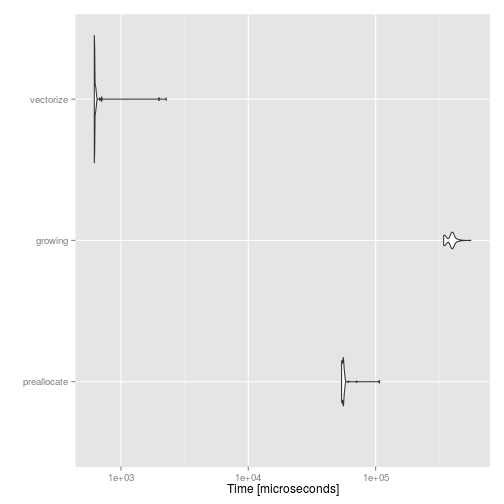 vectorize
growing
preallocate
1e+03 1e+04 1e+05
Time [microseconds]